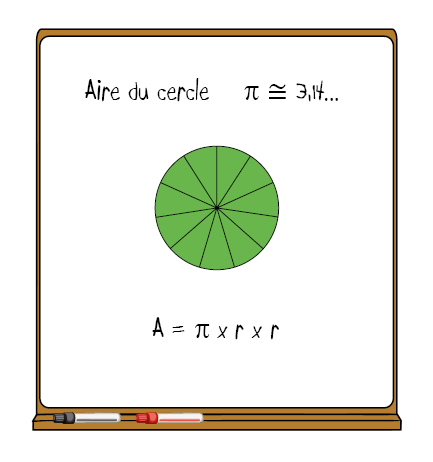 Aire du cercle π ≅ 3,14...
A = π x r x r